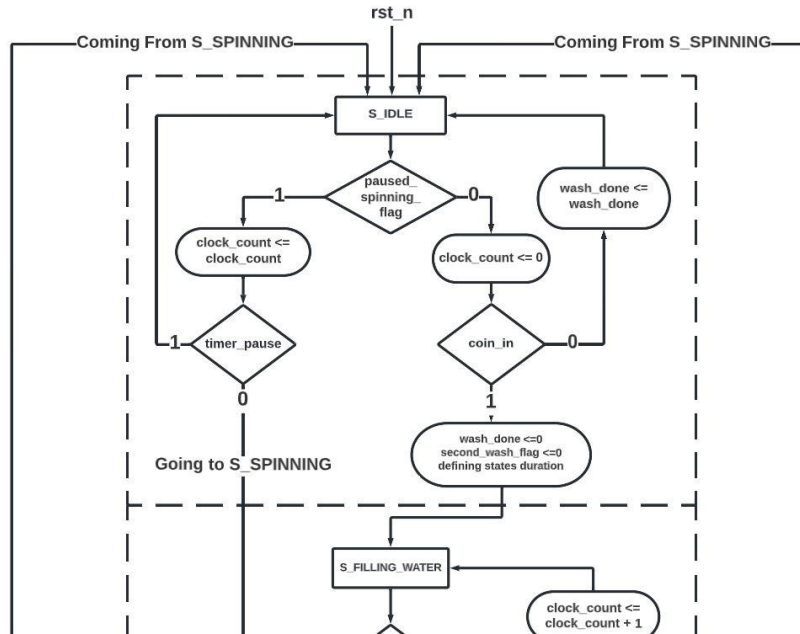 rst_n
Coming From S_SPINNING
Coming From S_SPINNING
S_IDLE
paused_
spinning_
flag
1
0
wash_done <=
wash_done
clock_count <=
clock_count
clock_count <= 0
timer_pause
1
coin_in
0
0
1
wash_done <=0
second_wash_flag <=0
defining states duration
Going to S_SPINNING
S_FILLING_WATER
clock_count <=
clock_count + 1